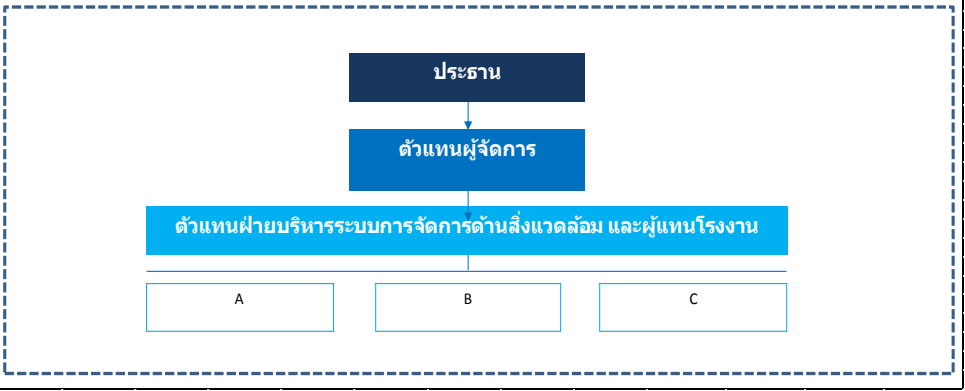 ประธาน
ตัวแทนผู้จัดการ
ตัวแทนฝ่ายบริหารระบบการจัดการด้านสิ่งแวดล้อม และผู้แทนโรงงาน
A
B
C